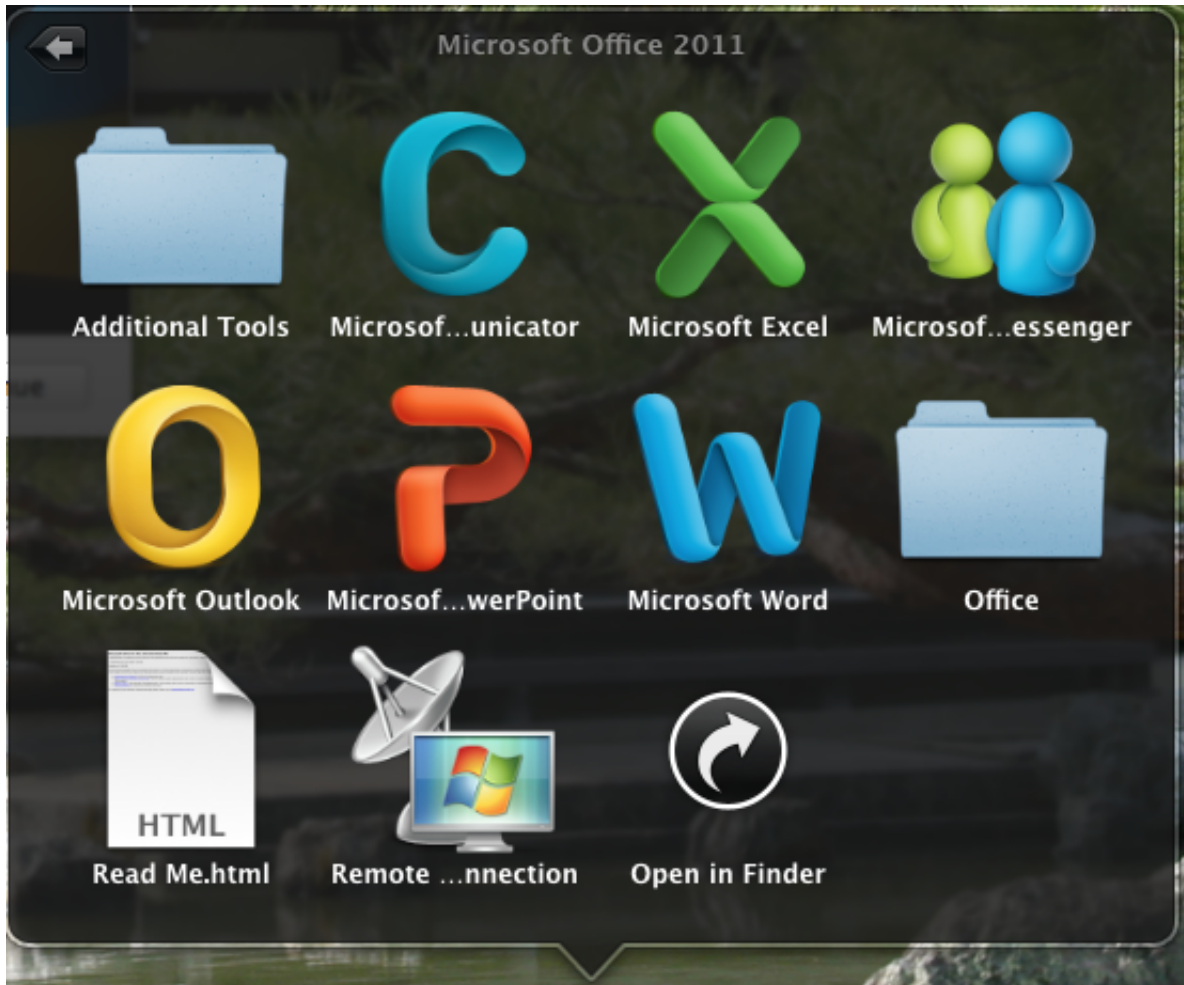 Microsoft Office 2011
Additional Tools
Microsof...unicator
Microsoft Excel
Microsof...essenger
Microsoft Outlook
Microsof...werPoint
Microsoft Word
Office
HTML
Read Me.html
Remote ...nnection
Open in Finder